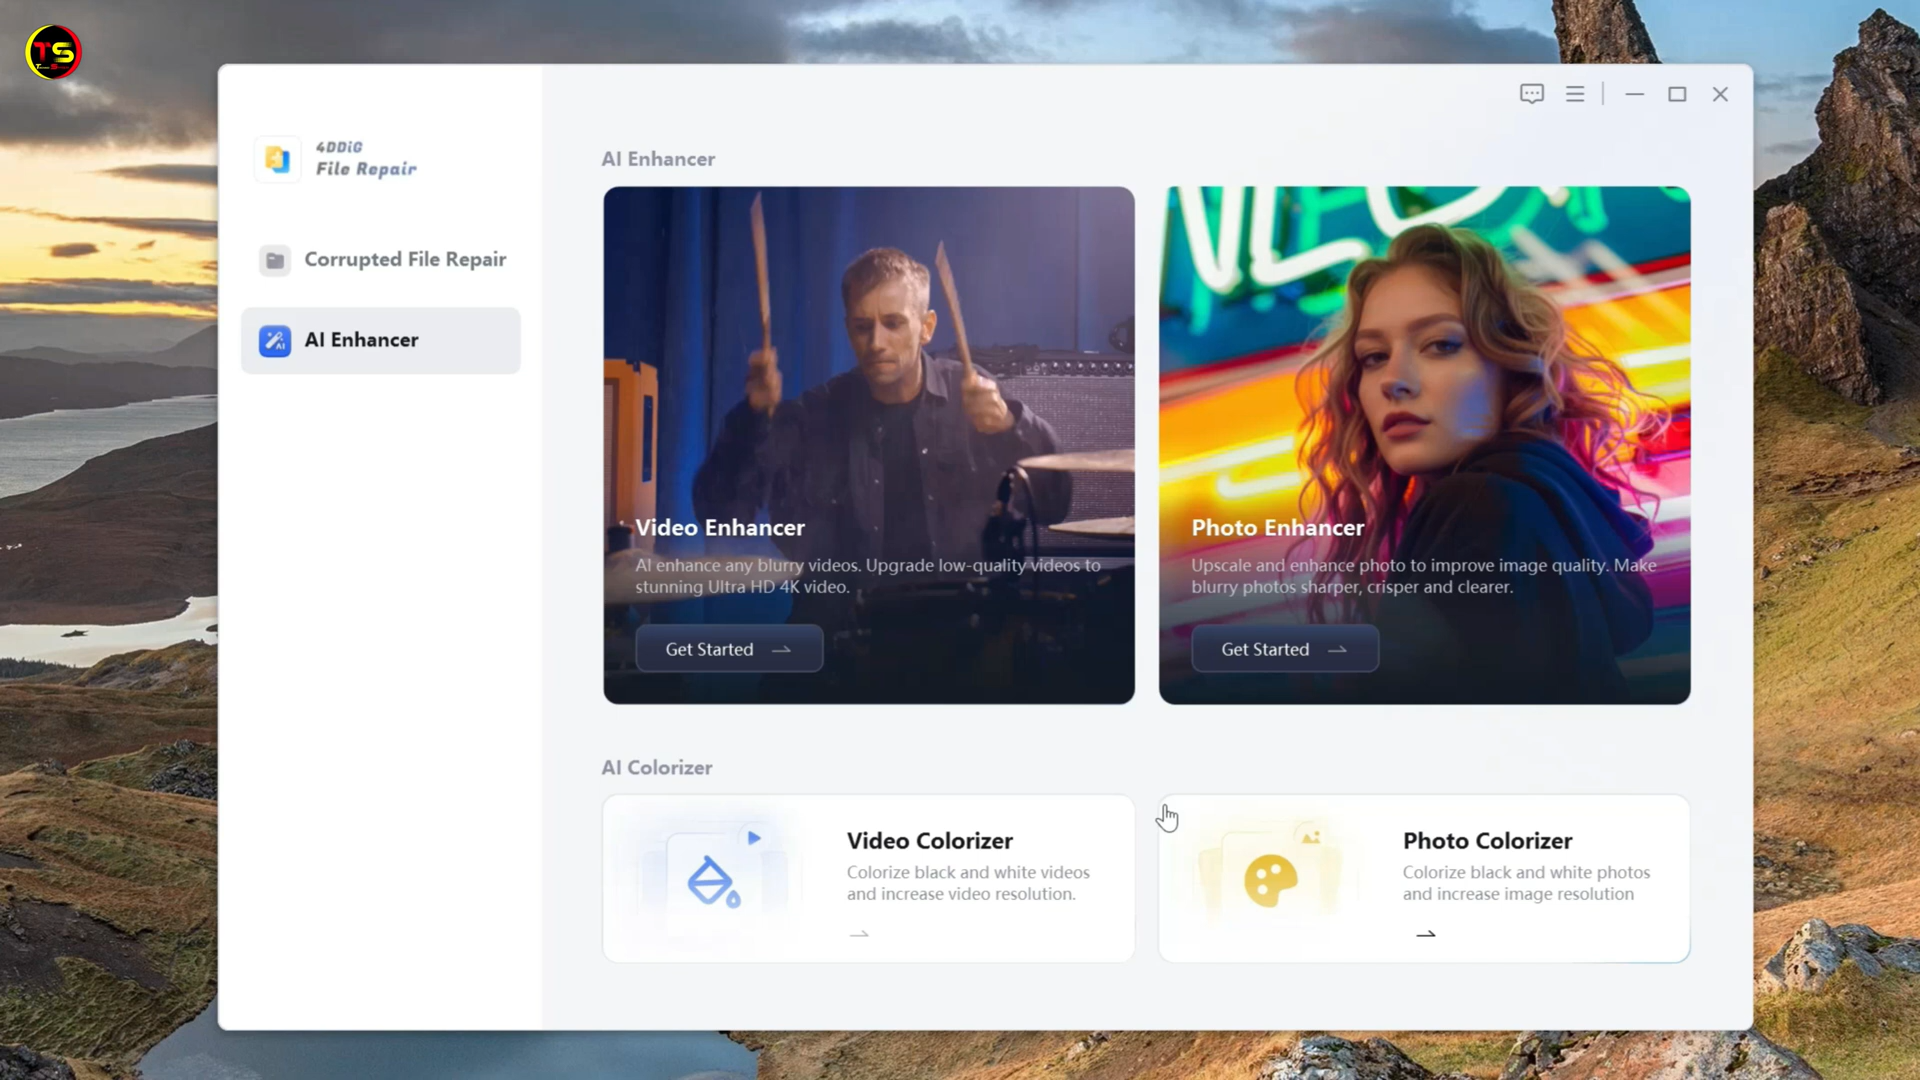 TS
4DDiG
File Repair
Corrupted File Repair
AI Enhancer
AI Enhancer
Video Enhancer
AI enhance any blurry videos. Upgrade low-quality videos to
stunning Ultra HD 4K video.
Get Started
Photo Enhancer
Upscale and enhance photo to improve image quality. Make
blurry photos sharper, crisper and clearer.
Get Started
AI Colorizer
Video Colorizer
Colorize black and white videos
and increase video resolution.
Photo Colorizer
Colorize black and white photos
and increase image resolution